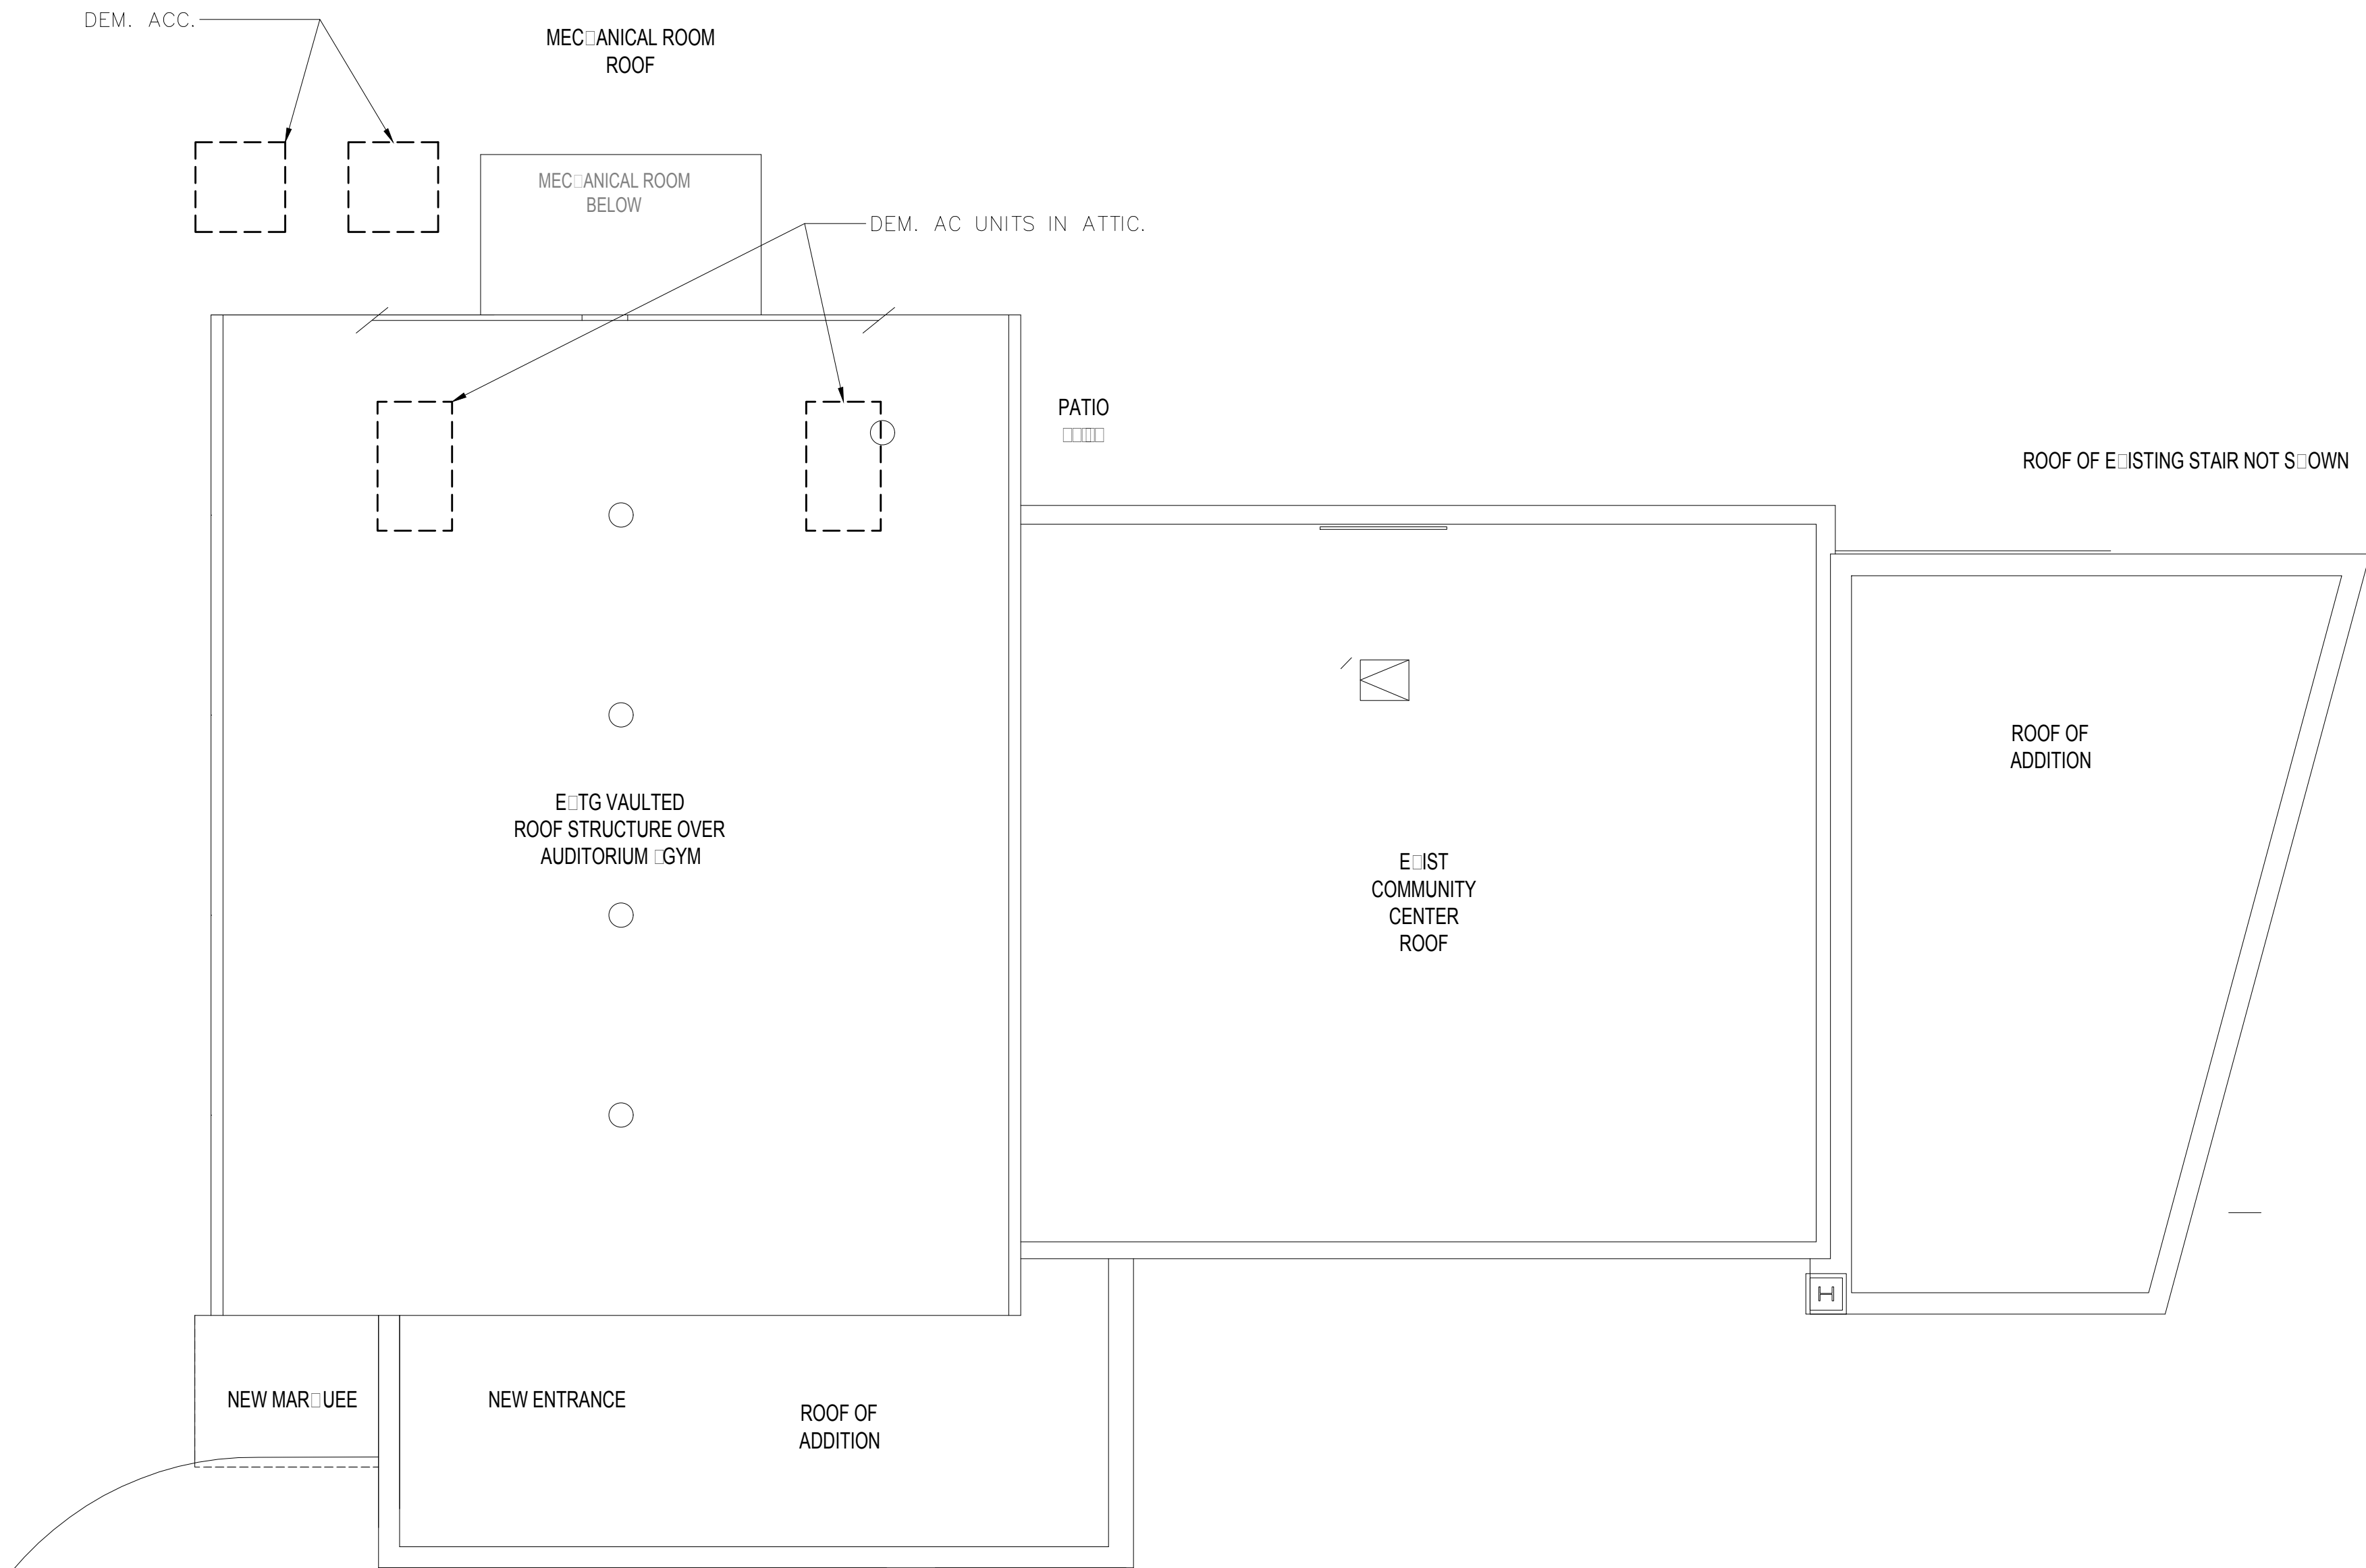 DEM. ACC.
MEC□ANICAL ROOM
ROOF
MEC□ANICAL ROOM
BELOW
DEM. AC UNITS IN ATTIC.
PATIO
□□□□
ROOF OF E□ISTING STAIR NOT S□OWN
ROOF OF
ADDITION
E□TG VAULTED
ROOF STRUCTURE OVER
AUDITORIUM □GYM
E□IST
COMMUNITY
CENTER
ROOF
H
NEW MAR□UEE
NEW ENTRANCE
ROOF OF
ADDITION